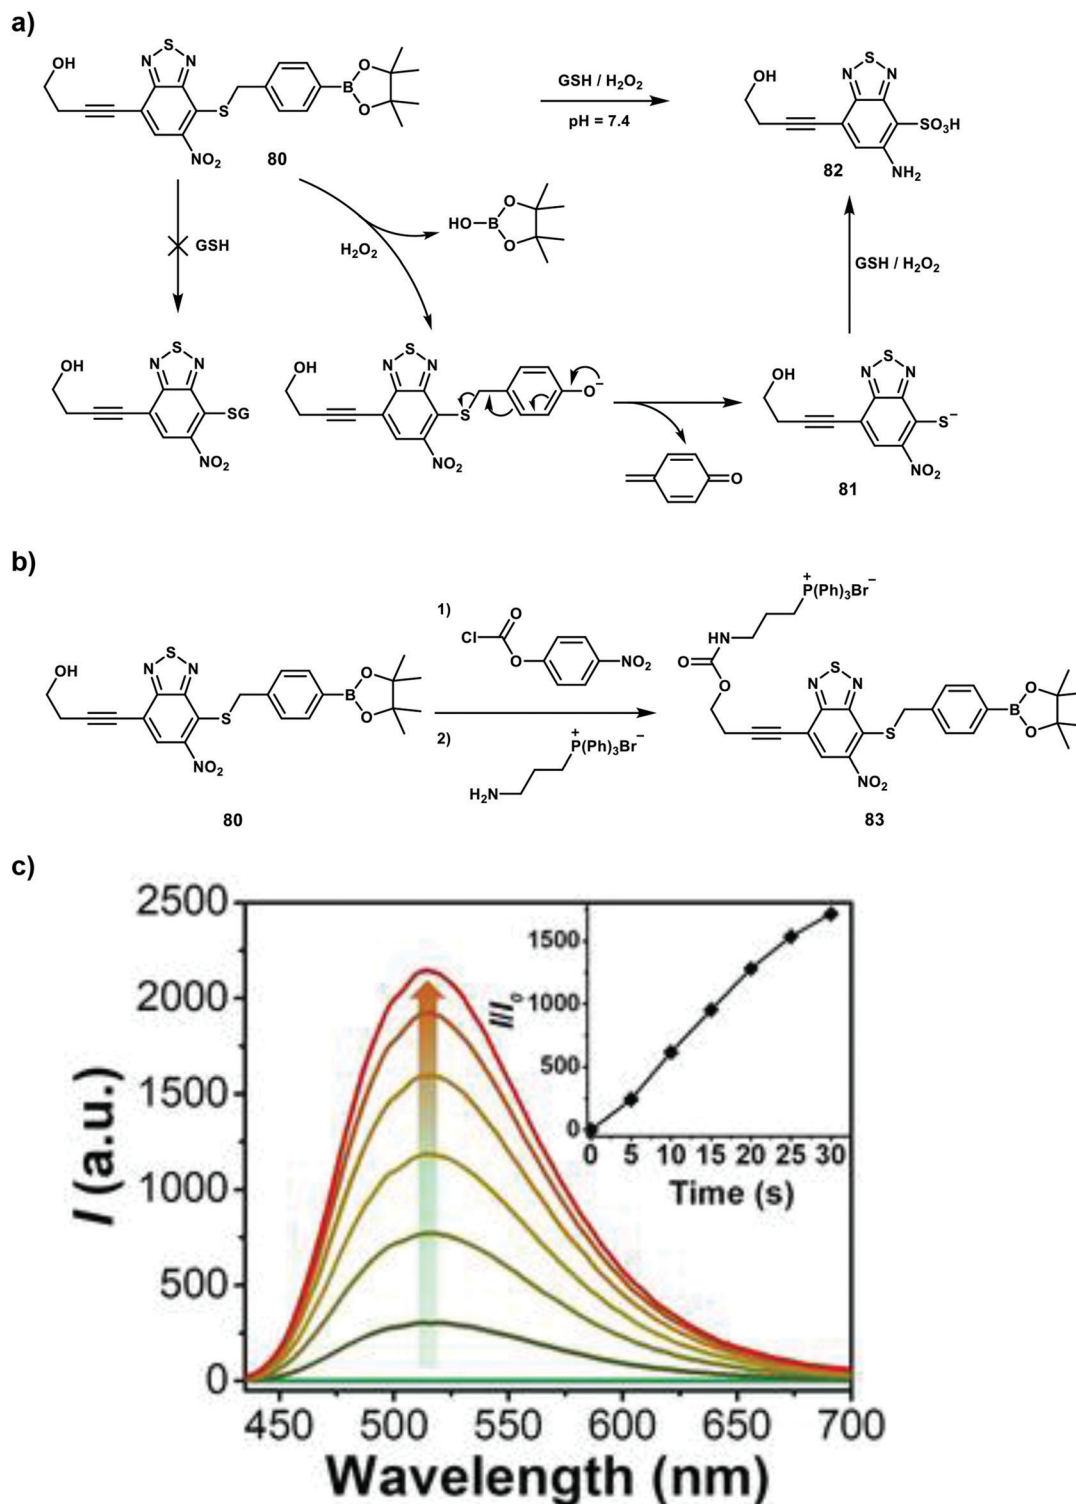 a)
OH
N
S
N
S
B
O
O
NO₂
80
GSH / H₂O₂
pH = 7.4
OH
N
S
N
SO₃H
NH₂
82
GSH
H₂O₂
HO
B
O
O
GSH / H₂O₂
OH
N
S
N
SG
NO₂
OH
N
S
N
S
O⁻
NO₂
O
OH
N
S
N
S⁻
NO₂
81
b)
OH
N
S
N
S
B
O
O
NO₂
80
1)
O
Cl
O
NO₂
2)
+
P(Ph)₃Br⁻
H₂N
+
P(Ph)₃Br⁻
NH
O
O
N
S
N
S
B
O
O
NO₂
83
c)
I (a.u.)
2500
2000
1500
1000
500
0
450 500 550 600 650 700
Wavelength (nm)
I/I₀
1500
1000
500
0
0 5 10 15 20 25 30
Time (s)